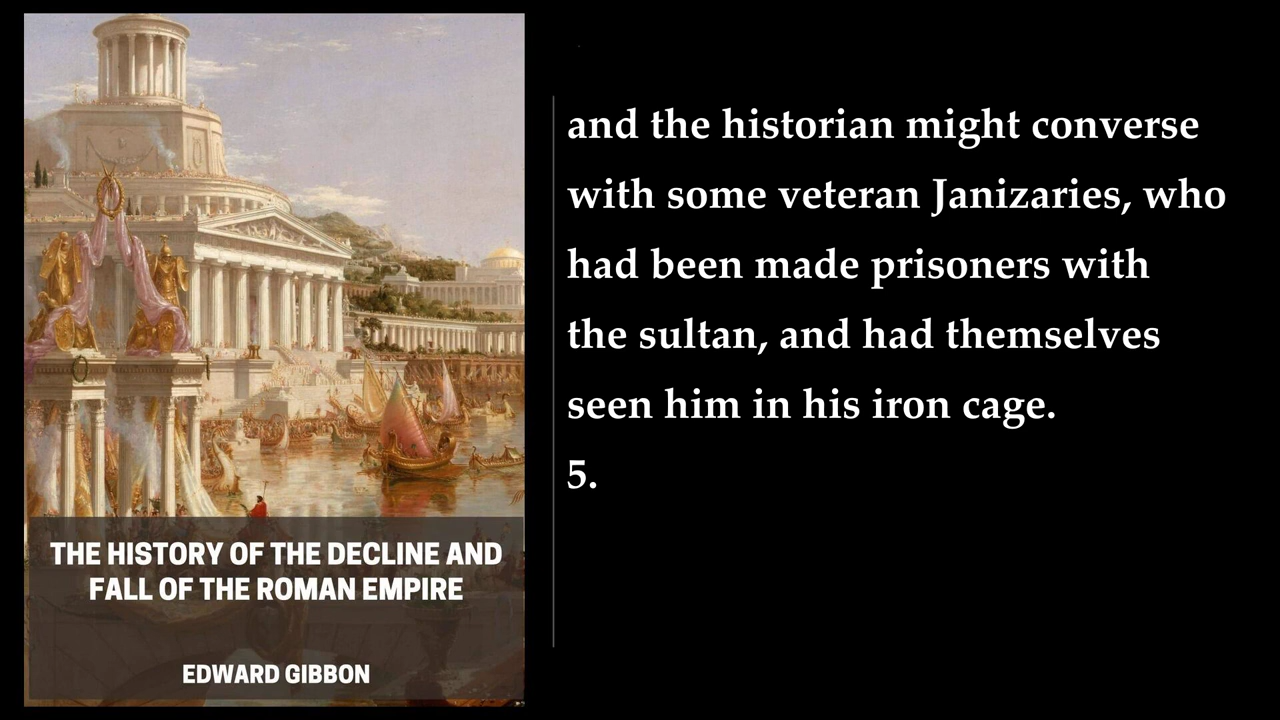 and the historian might converse
with some veteran Janizaries, who
had been made prisoners with
the sultan, and had themselves
seen him in his iron cage.
5.
THE HISTORY OF THE DECLINE AND
FALL OF THE ROMAN EMPIRE
EDWARD GIBBON